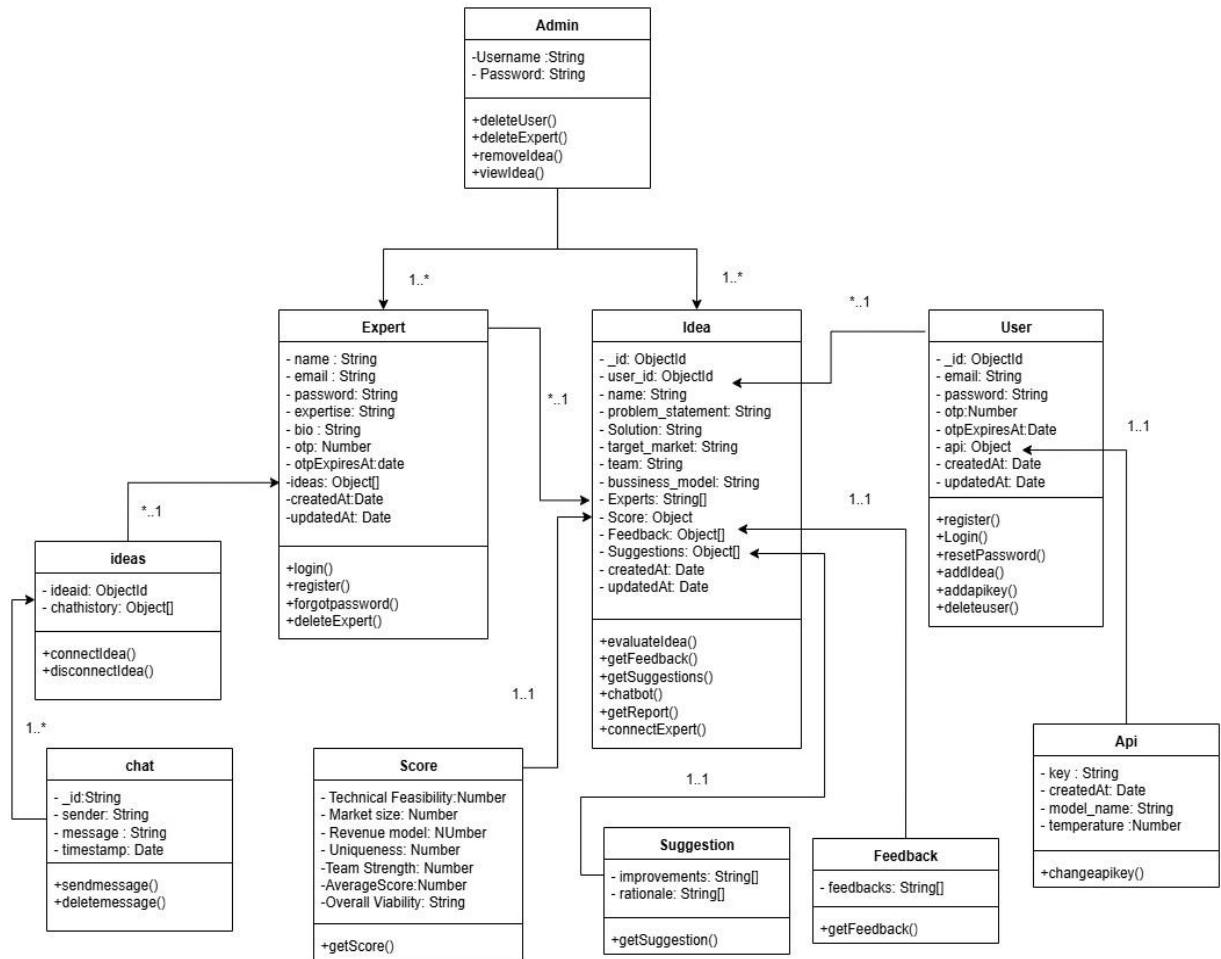 Admin
-Username :String
- Password: String
+deleteUser()
+deleteExpert()
+removeIdea()
+viewIdea()
1..*
1..*
*..1
Expert
- name : String
- email : String
- password: String
- expertise: String
- bio : String
- otp: Number
- otpExpiresAt:date
-ideas: Object[]
-createdAt:Date
-updatedAt: Date
+login()
+register()
+forgotpassword()
+deleteExpert()
*..1
Idea
- _id: ObjectId
- user_id: ObjectId
- name: String
- problem_statement: String
- Solution: String
- target_market: String
- team: String
- bussiness_model: String
- Experts: String[]
- Score: Object
- Feedback: Object[]
- Suggestions: Object[]
- createdAt: Date
- updatedAt: Date
+evaluateIdea()
+getFeedback()
+getSuggestions()
+chatbot()
+getReport()
+connectExpert()
User
- _id: ObjectId
- email: String
- password: String
- otp:Number
- otpExpiresAt:Date
- api: Object
- createdAt: Date
- updatedAt: Date
+register()
+Login()
+resetPassword()
+addIdea()
+addapikey()
+deleteuser()
1..1
1..1
*..1
ideas
- ideaid: ObjectId
- chathistory: Object[]
+connectIdea()
+disconnectIdea()
1..*
1..1
1..1
chat
- _id:String
- sender: String
- message : String
- timestamp: Date
+sendmessage()
+deletemessage()
Score
- Technical Feasibility:Number
- Market size: Number
- Revenue model: NUmber
- Uniqueness: Number
-Team Strength: Number
-AverageScore:Number
-Overall Viability: String
+getScore()
Suggestion
- improvements: String[]
- rationale: String[]
+getSuggestion()
Feedback
- feedbacks: String[]
+getFeedback()
Api
- key : String
- createdAt: Date
- model_name: String
- temperature :Number
+changeapikey()